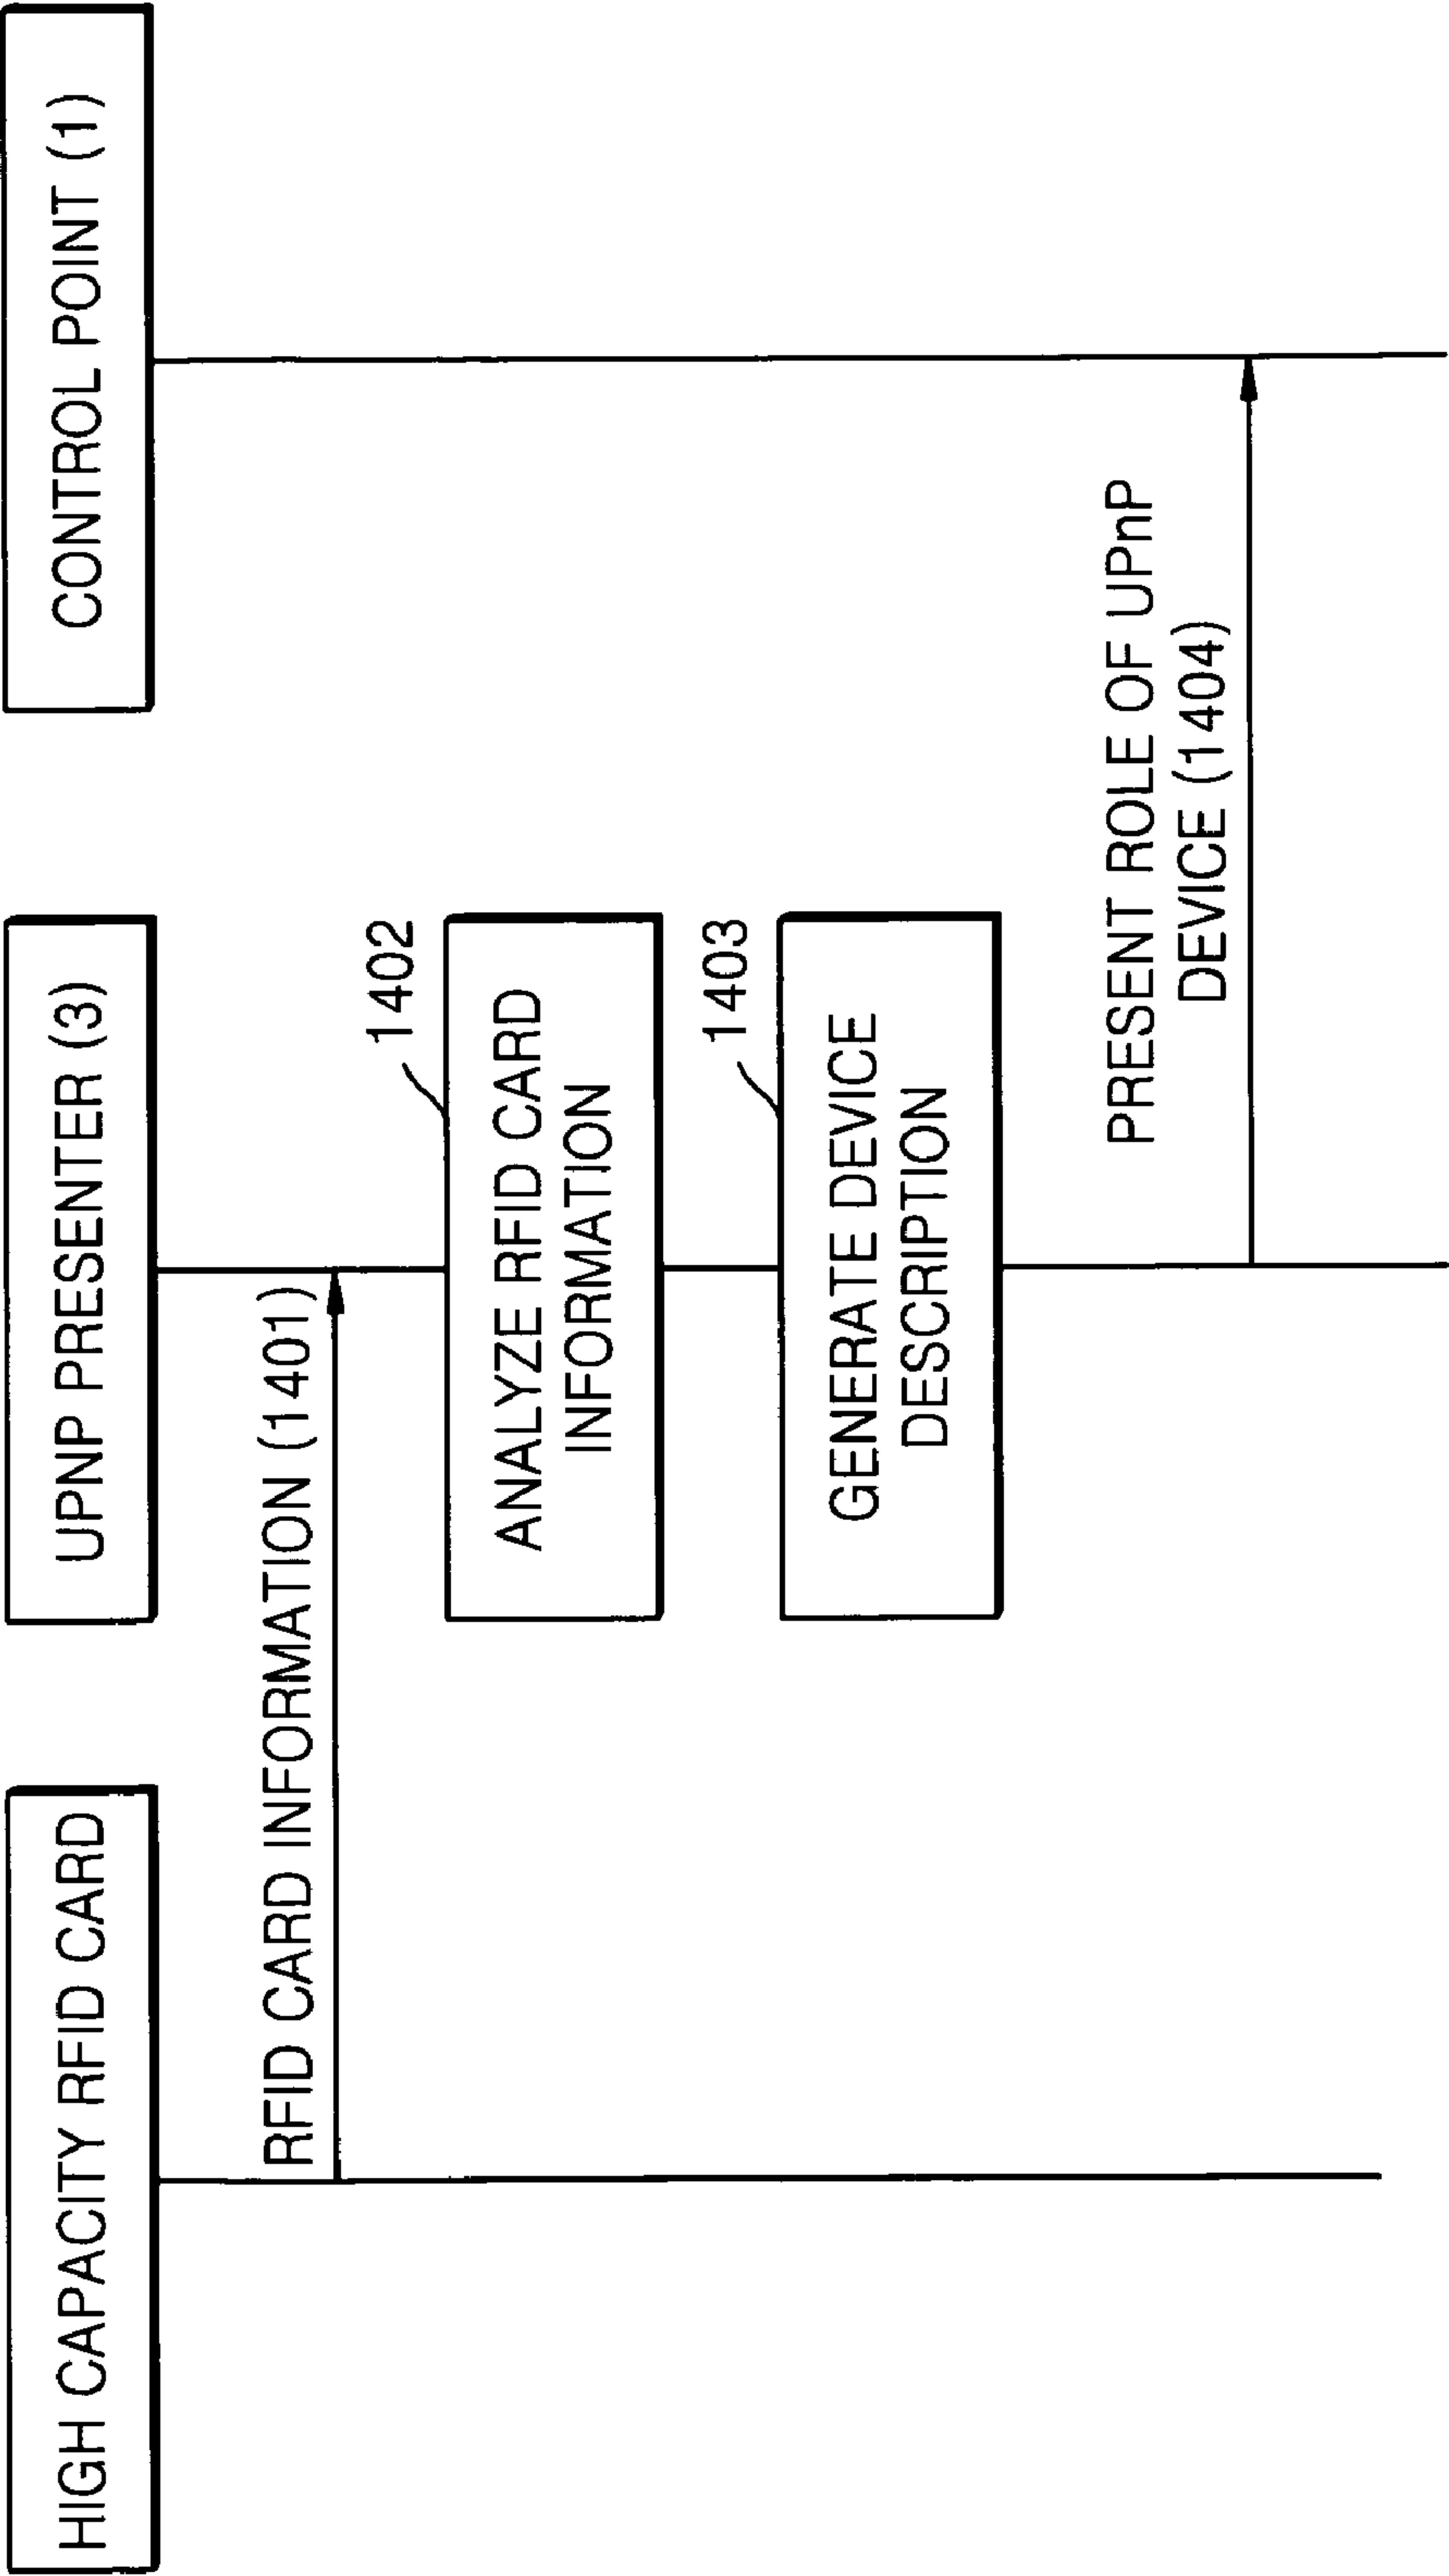 HIGH CAPACITY RFID CARD
UPNP PRESENTER (3)
CONTROL POINT (1)
RFID CARD INFORMATION (1401)
1402
ANALYZE RFID CARD
INFORMATION
1403
GENERATE DEVICE
DESCRIPTION
PRESENT ROLE OF UPnP
DEVICE (1404)